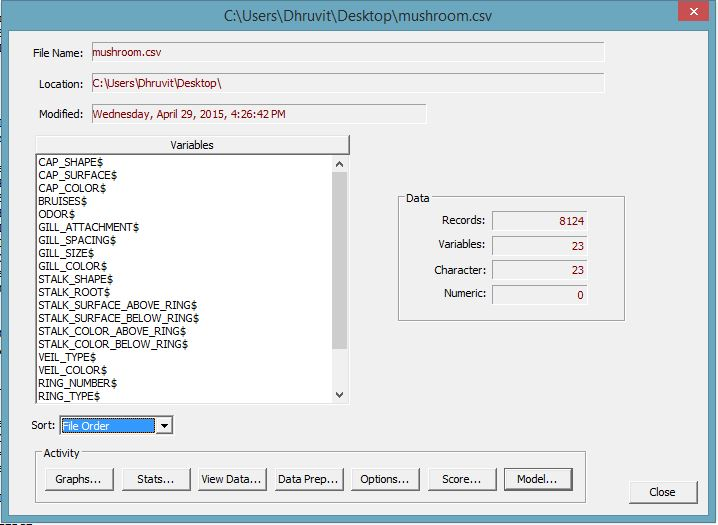 C:\Users\Dhruvit\Desktop\mushroom.csv
File Name: mushroom.csv
Location: C:\Users\Dhruvit\Desktop\
Modified: Wednesday, April 29, 2015, 4:26:42 PM
Variables
CAP_SHAPE$
CAP_SURFACE$
CAP_COLOR$
BRUISES$
ODOR$
GILL_ATTACHMENT$
GILL_SPACING$
GILL_SIZE$
GILL_COLOR$
STALK_SHAPE$
STALK_ROOT$
STALK_SURFACE_ABOVE_RING$
STALK_SURFACE_BELOW_RING$
STALK_COLOR_ABOVE_RING$
STALK_COLOR_BELOW_RING$
VEIL_TYPE$
VEIL_COLOR$
RING_NUMBER$
RING_TYPE$
Data
Records: 8124
Variables: 23
Character: 23
Numeric: 0
Sort: File Order
Activity
Graphs... Stats... View Data... Data Prep... Options... Score... Model...
Close